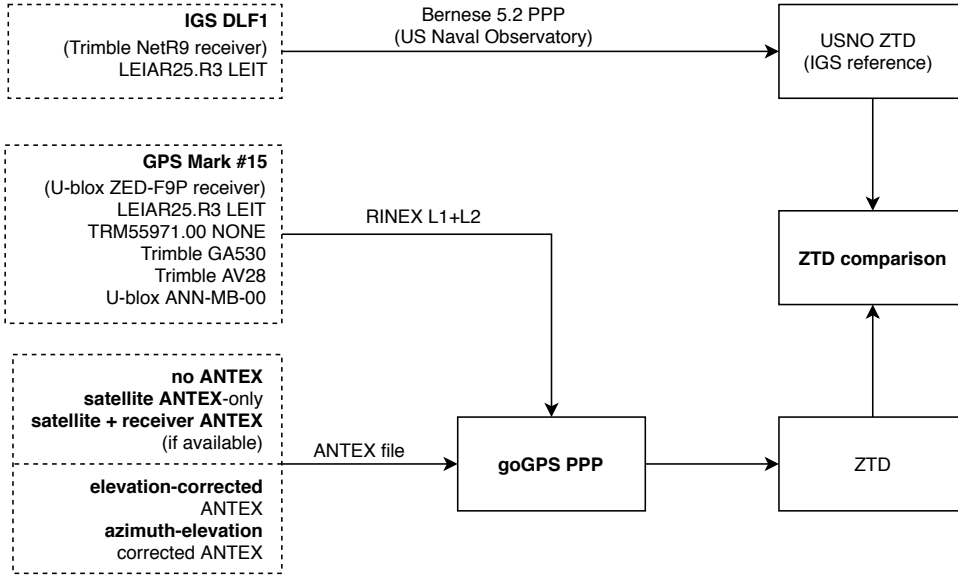 IGS DLF1
(Trimble NetR9 receiver)
LEIAR25.R3 LEIT
Bernese 5.2 PPP
(US Naval Observatory)
USNO ZTD
(IGS reference)
GPS Mark #15
(U-blox ZED-F9P receiver)
LEIAR25.R3 LEIT
TRM55971.00 NONE
Trimble GA530
Trimble AV28
U-blox ANN-MB-00
RINEX L1+L2
ZTD comparison
no ANTEX
satellite ANTEX-only
satellite + receiver ANTEX
(if available)
elevation-corrected
ANTEX
azimuth-elevation
corrected ANTEX
ANTEX file
goGPS PPP
ZTD